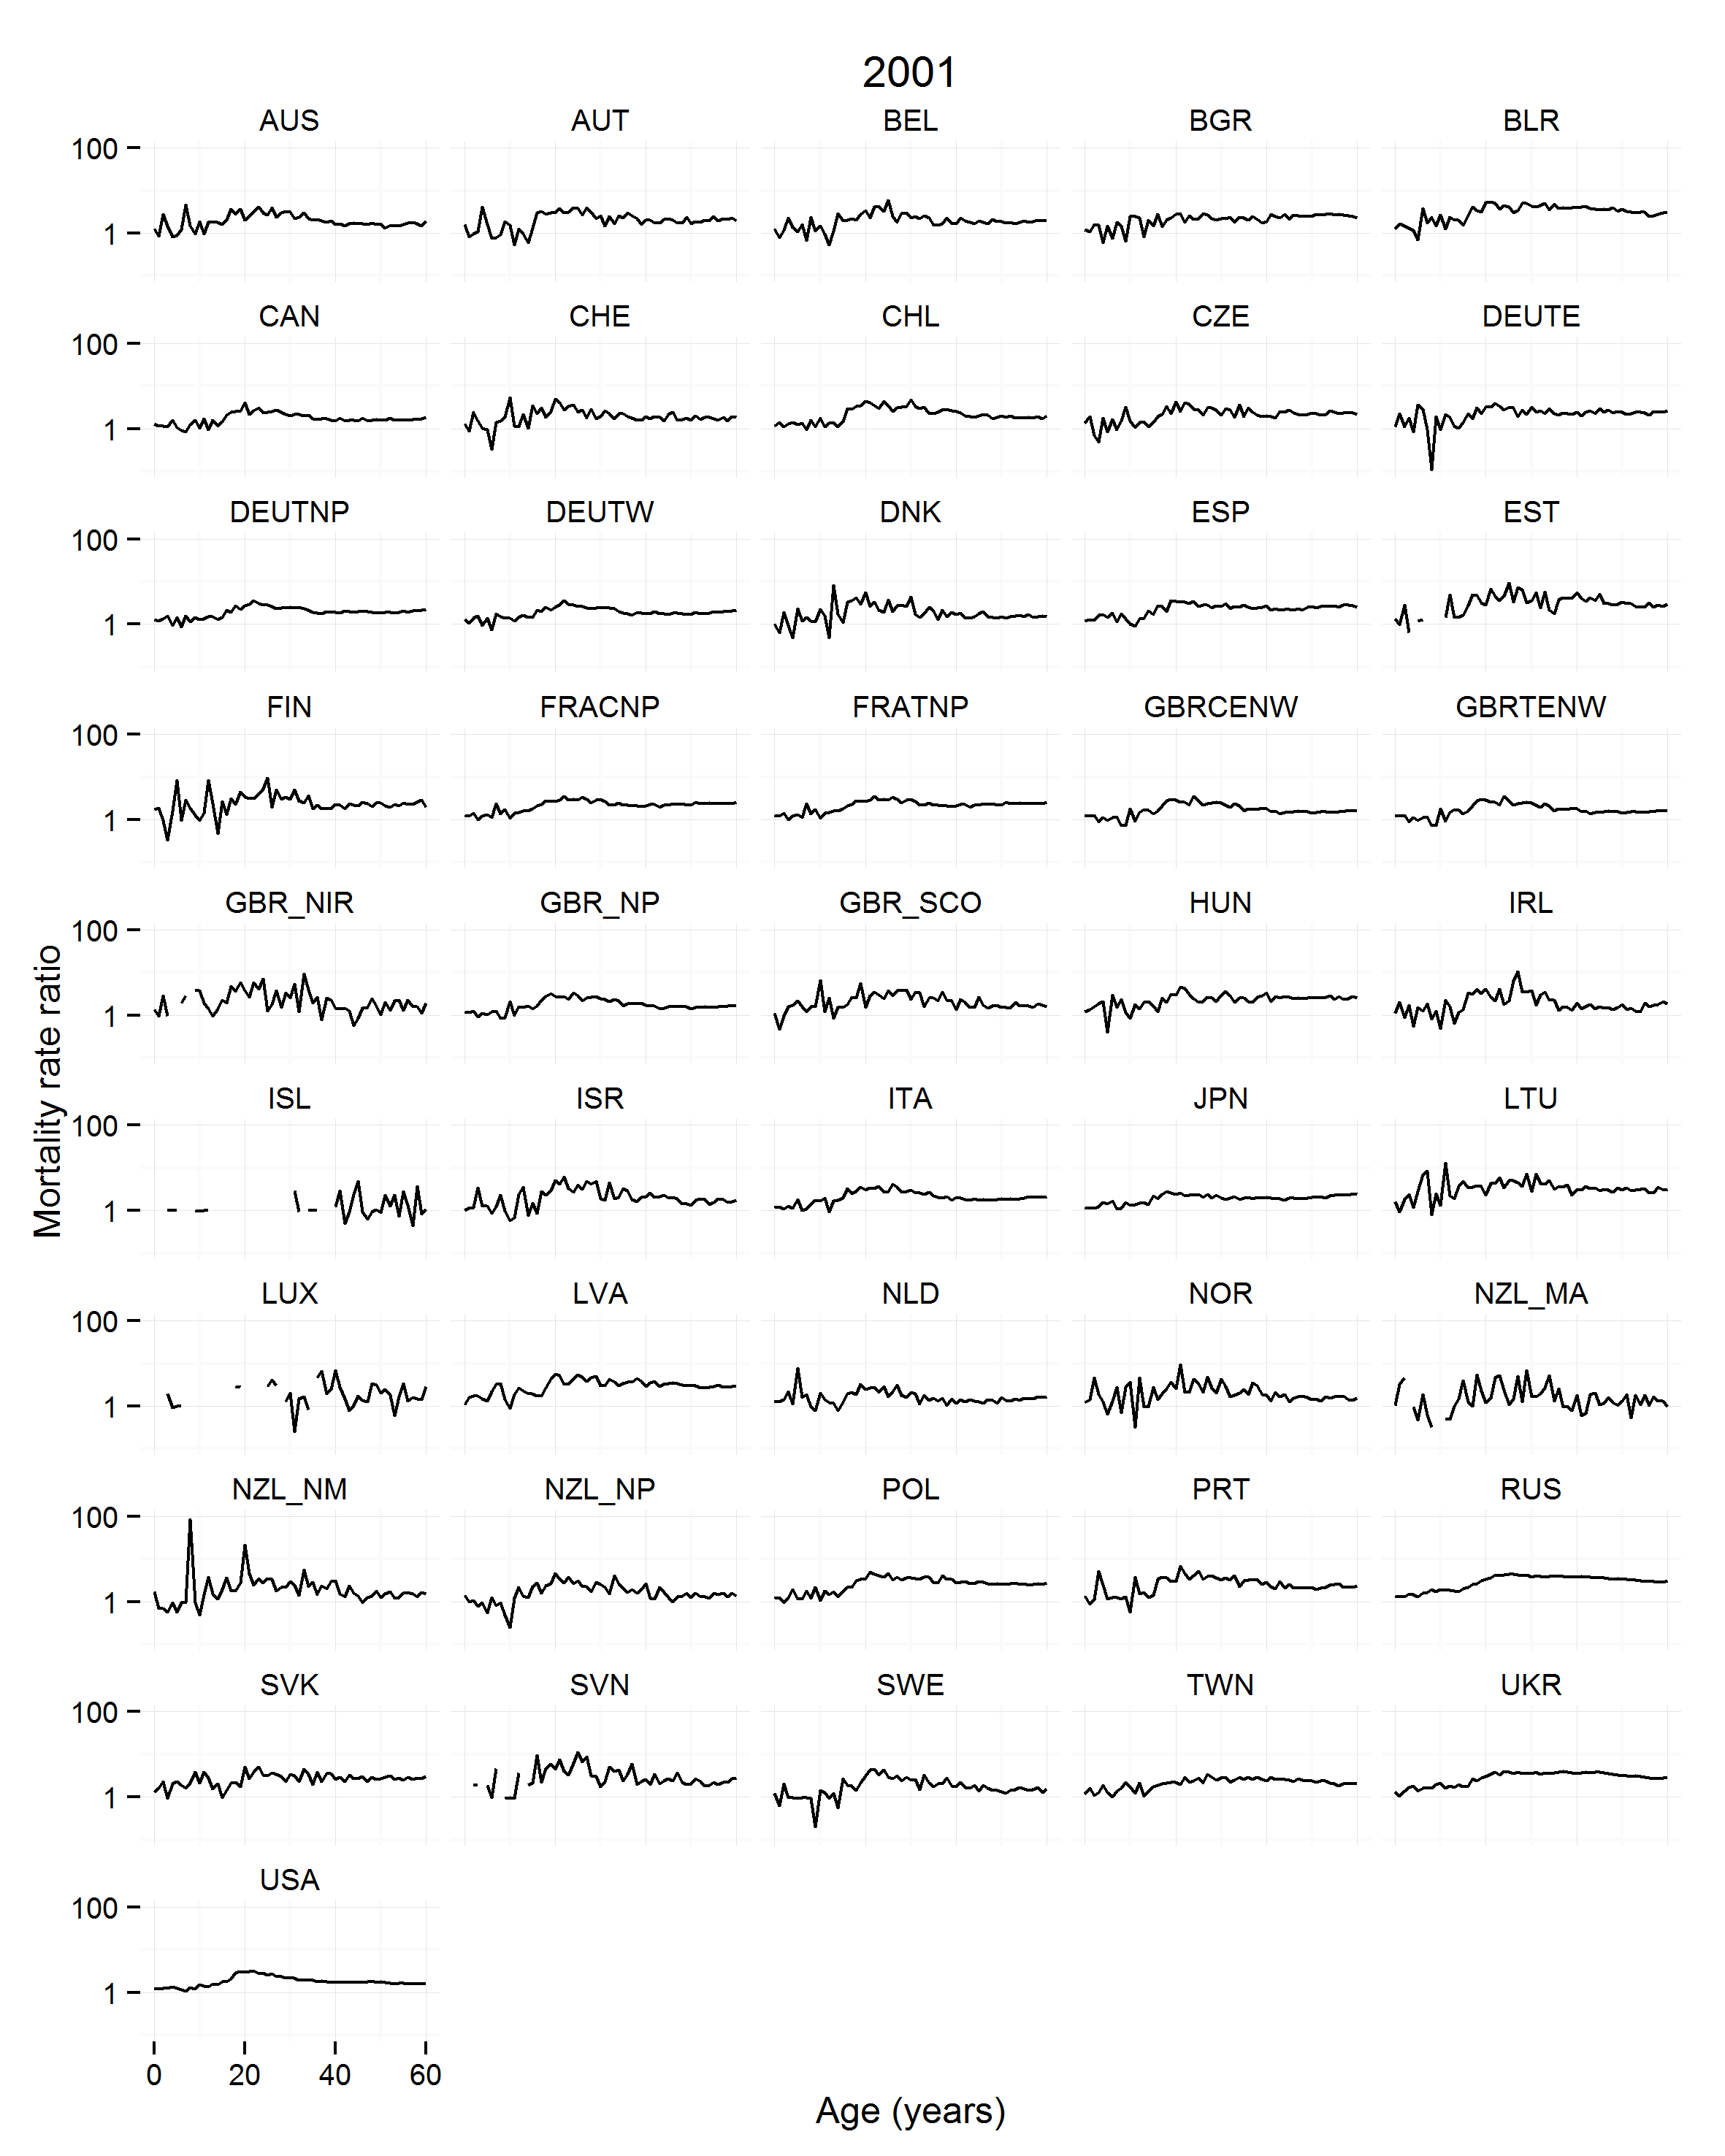 2001
AUS AUT BEL BGR BLR
100
1
CAN CHE CHL CZE DEUTE
100
1
DEUTNP DEUTW DNK ESP EST
100
1
FIN FRACNP FRATNP GBRCENW GBRTENW
100
1
GBR_NIR GBR_NP GBR_SCO HUN IRL
100
1
Mortality rate ratio
ISL ISR ITA JPN LTU
100
1
LUX LVA NLD NOR NZL_MA
100
1
NZL_NM NZL_NP POL PRT RUS
100
1
SVK SVN SWE TWN UKR
100
1
USA
100
1
0 20 40 60
Age (years)